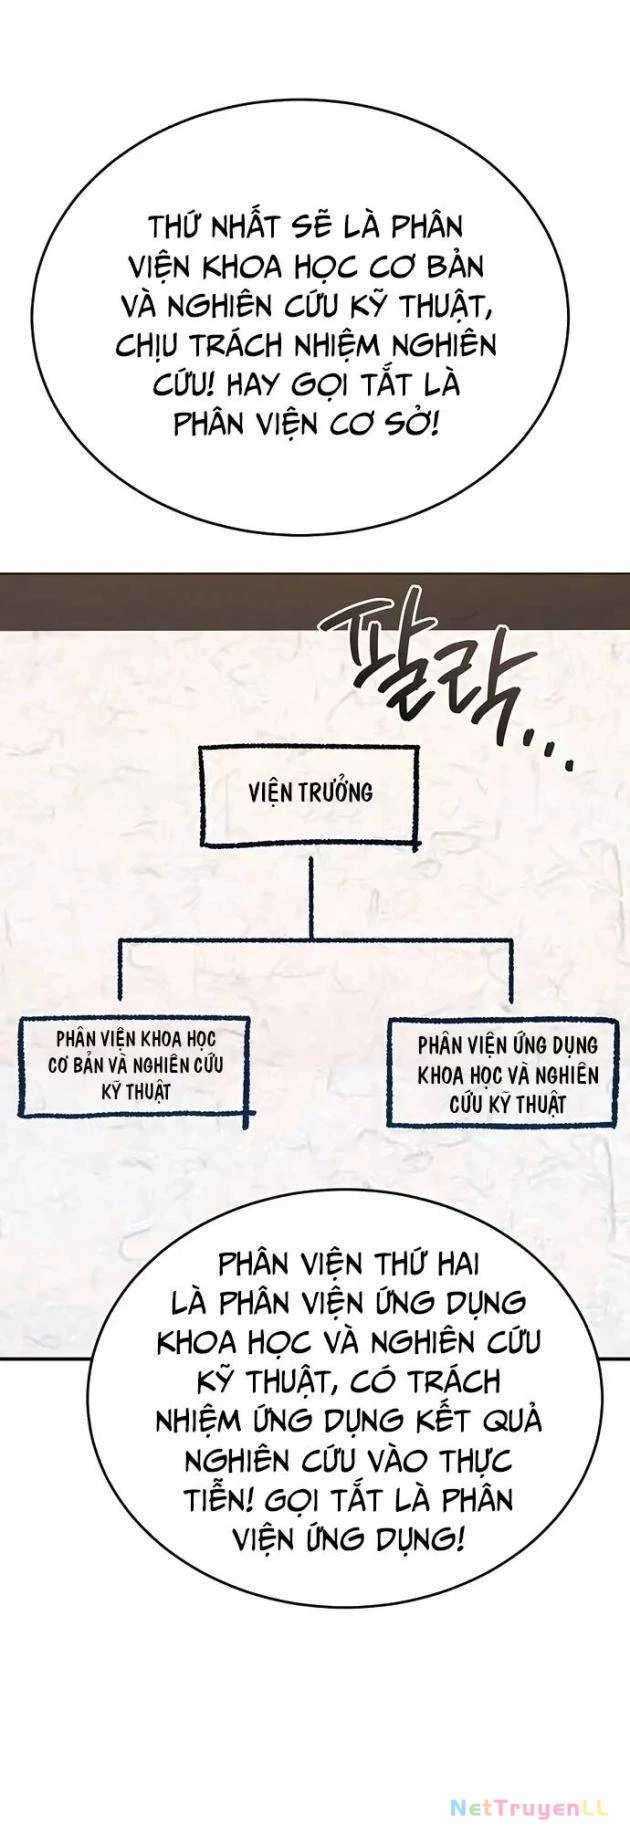 THỨ NHẤT SẼ LÀ PHÂN
VIỆN KHOA HỌC CƠ BẢN
VÀ NGHIÊN CỨU KỸ THUẬT,
CHỊU TRÁCH NHIỆM NGHIÊN
CỨU! HAY GỌI TẮT LÀ
PHÂN VIỆN CƠ SỞ!
팔락...
VIỆN TRƯỞNG
PHÂN VIỆN KHOA HỌC
CƠ BẢN VÀ NGHIÊN CỨU
KỸ THUẬT
PHÂN VIỆN ỨNG DỤNG
KHOA HỌC VÀ NGHIÊN
CỨU KỸ THUẬT
PHÂN VIỆN THỨ HAI
LÀ PHÂN VIỆN ỨNG DỤNG
KHOA HỌC VÀ NGHIÊN CỨU
KỸ THUẬT, CÓ TRÁCH
NHIỆM ỨNG DỤNG KẾT QUẢ
NGHIÊN CỨU VÀO THỰC
TIỄN! GỌI TẮT LÀ PHÂN
VIỆN ỨNG DỤNG!
NetTruyenLL